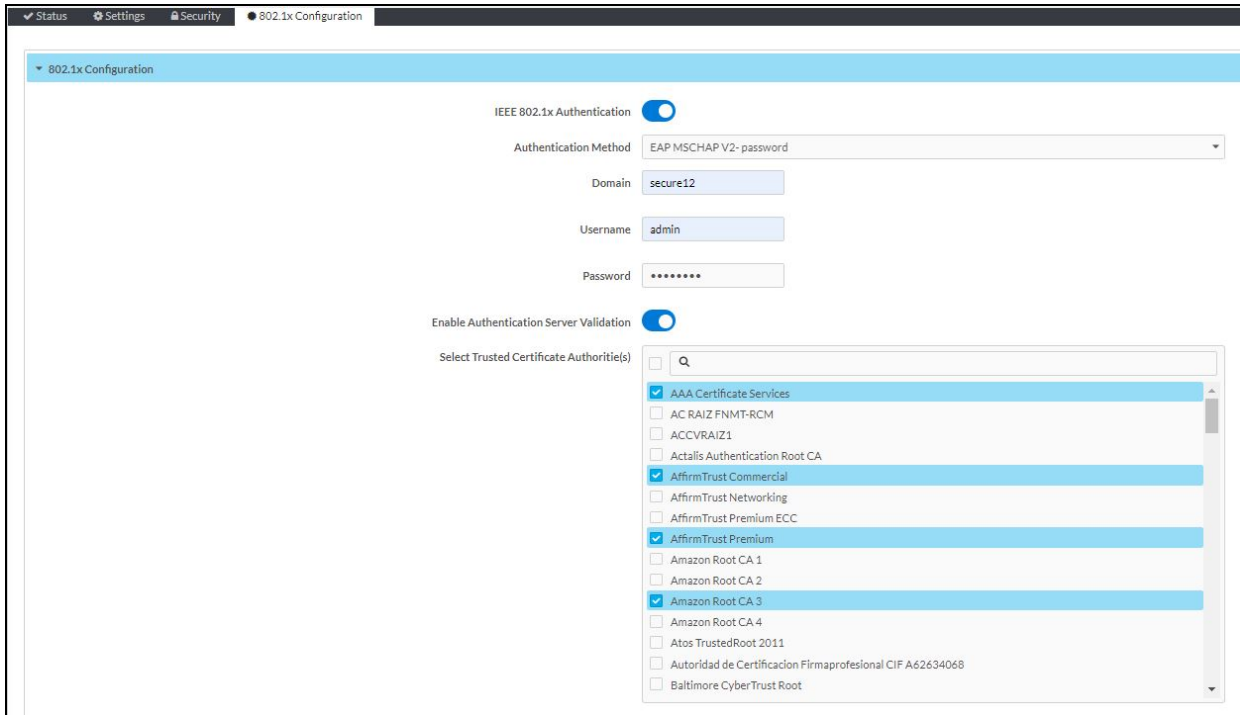 Status Settings Security 802.1x Configuration
802.1x Configuration
IEEE 802.1x Authentication
Authentication Method EAP MSCHAP V2- password
Domain secure12
Username admin
Password ••••••••
Enable Authentication Server Validation
Select Trusted Certificate Authoritie(s)
AAA Certificate Services
AC RAIZ FNMT-RCM
ACCVRAIZ1
Actalis Authentication Root CA
AffirmTrust Commercial
AffirmTrust Networking
AffirmTrust Premium ECC
AffirmTrust Premium
Amazon Root CA 1
Amazon Root CA 2
Amazon Root CA 3
Amazon Root CA 4
Atos TrustedRoot 2011
Autoridad de Certificacion Firmaprofesional CIF A62634068
Baltimore CyberTrust Root